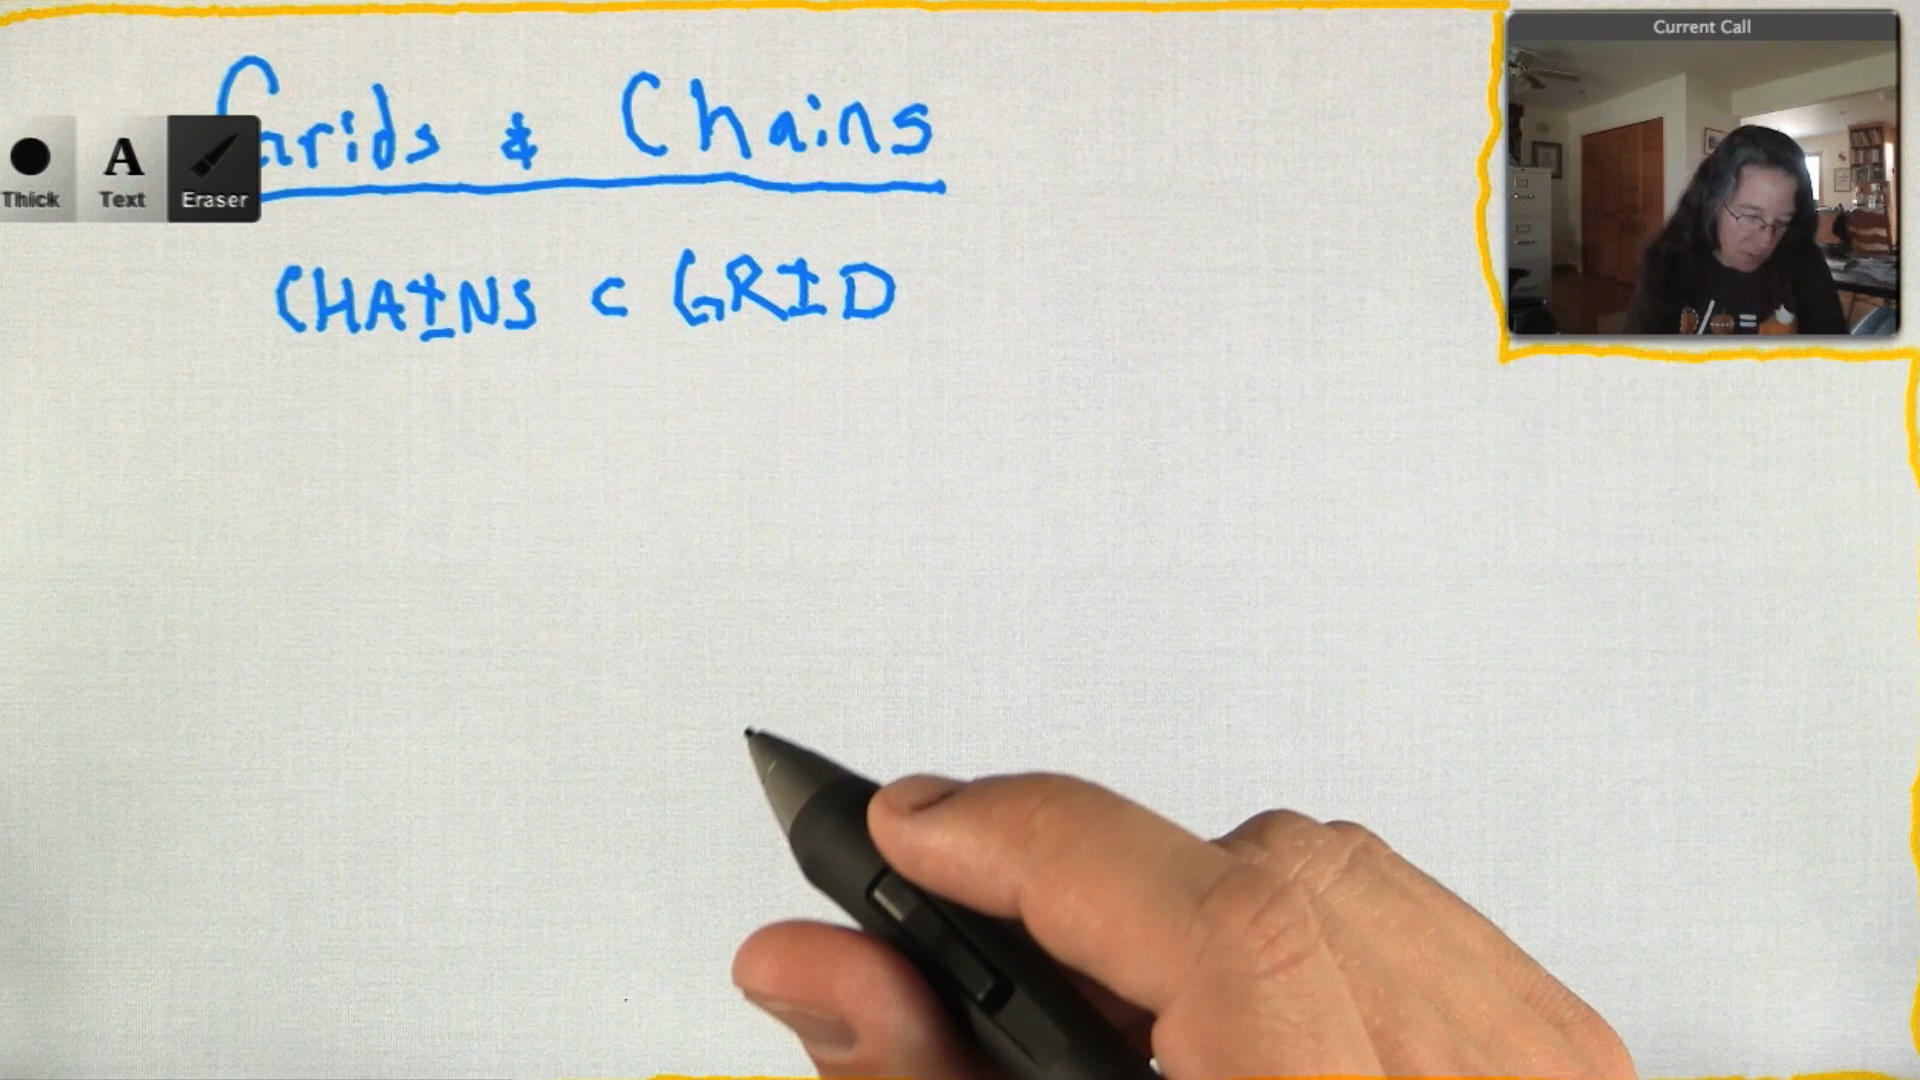 Current Call
Grids & Chains
Thick Text Eraser
CHAINS ⊂ GRID